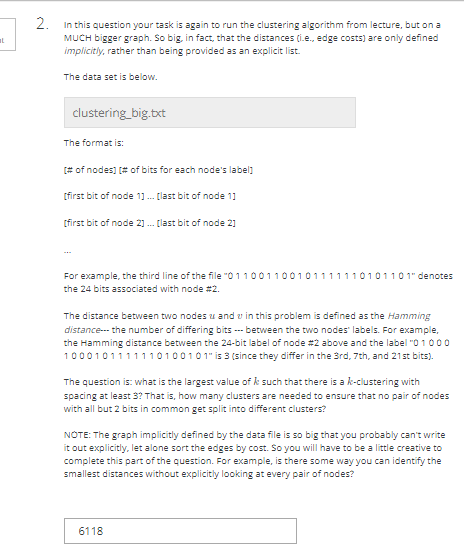 2. In this question your task is again to run the clustering algorithm from lecture, but on a
MUCH bigger graph. So big, in fact, that the distances (i.e., edge costs) are only defined
implicitly, rather than being provided as an explicit list.
The data set is below.
clustering_big.txt
The format is:
[# of nodes] [# of bits for each node's label]
[first bit of node 1] ... [last bit of node 1]
[first bit of node 2] ... [last bit of node 2]
...
For example, the third line of the file "0 1 1 0 0 1 1 0 0 1 0 1 1 1 1 1 1 0 1 0 1 1 0 1" denotes
the 24 bits associated with node #2.
The distance between two nodes u and v in this problem is defined as the Hamming
distance--- the number of differing bits --- between the two nodes' labels. For example,
the Hamming distance between the 24-bit label of node #2 above and the label "0 1 0 0 0
1 0 0 0 1 0 1 1 1 1 1 1 0 1 0 0 1 0 1" is 3 (since they differ in the 3rd, 7th, and 21st bits).
The question is: what is the largest value of k such that there is a k-clustering with
spacing at least 3? That is, how many clusters are needed to ensure that no pair of nodes
with all but 2 bits in common get split into different clusters?
NOTE: The graph implicitly defined by the data file is so big that you probably can't write
it out explicitly, let alone sort the edges by cost. So you will have to be a little creative to
complete this part of the question. For example, is there some way you can identify the
smallest distances without explicitly looking at every pair of nodes?
6118